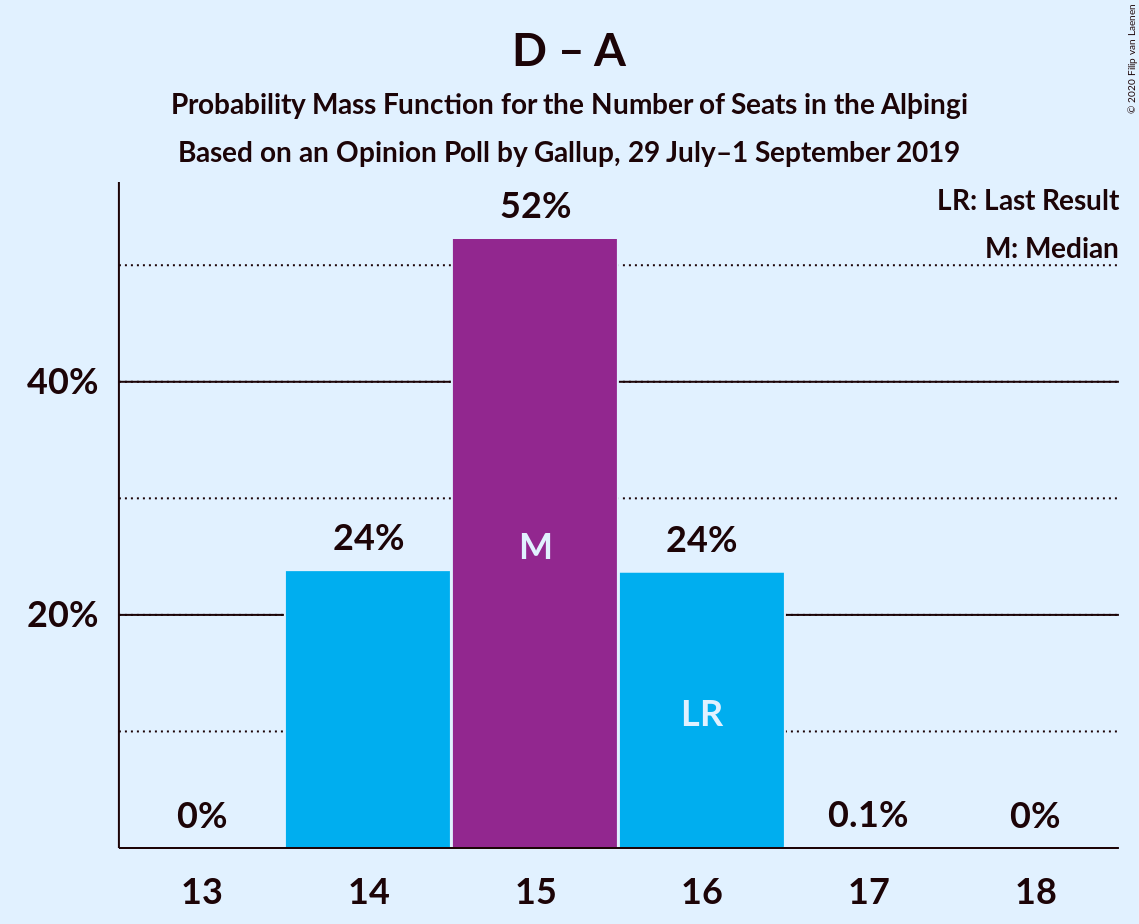 D – A
Probability Mass Function for the Number of Seats in the Alþingi
Based on an Opinion Poll by Gallup, 29 July–1 September 2019
© 2020 Filip van Laenen
LR: Last Result
M: Median
52%
40%
24%
M
24%
20%
LR
0%
0.1%
0%
13
14
15
16
17
18